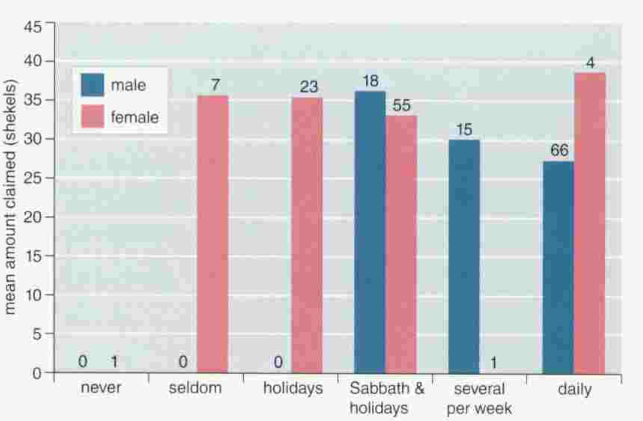 mean amount claimed (shekels)
45
40
35
30
25
20
15
10
5
0
male
female
0 1
0 7
0 23
18 55
15 1
66 4
never
seldom
holidays
Sabbath &
holidays
several
per week
daily